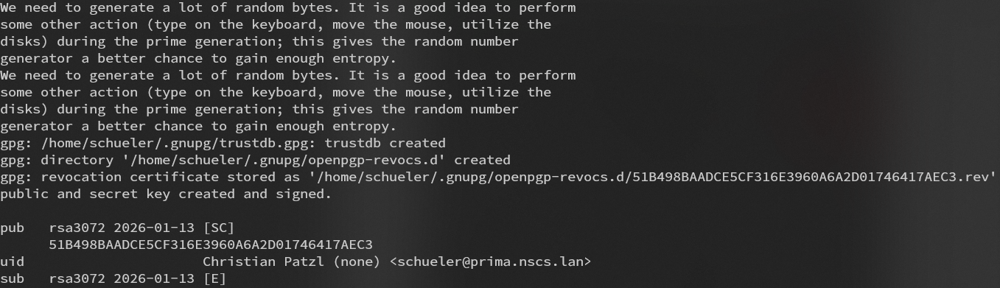 We need to generate a lot of random bytes. It is a good idea to perform
some other action (type on the keyboard, move the mouse, utilize the
disks) during the prime generation; this gives the random number
generator a better chance to gain enough entropy.
We need to generate a lot of random bytes. It is a good idea to perform
some other action (type on the keyboard, move the mouse, utilize the
disks) during the prime generation; this gives the random number
generator a better chance to gain enough entropy.
gpg: /home/schueler/.gnupg/trustdb.gpg: trustdb created
gpg: directory '/home/schueler/.gnupg/openpgp-revocs.d' created
gpg: revocation certificate stored as '/home/schueler/.gnupg/openpgp-revocs.d/51B498BAADCE5CF316E3960A6A2D01746417AEC3.rev'
public and secret key created and signed.
pub   rsa3072 2026-01-13 [SC]
      51B498BAADCE5CF316E3960A6A2D01746417AEC3
uid                      Christian Patzl (none) <schueler@prima.nscs.lan>
sub   rsa3072 2026-01-13 [E]